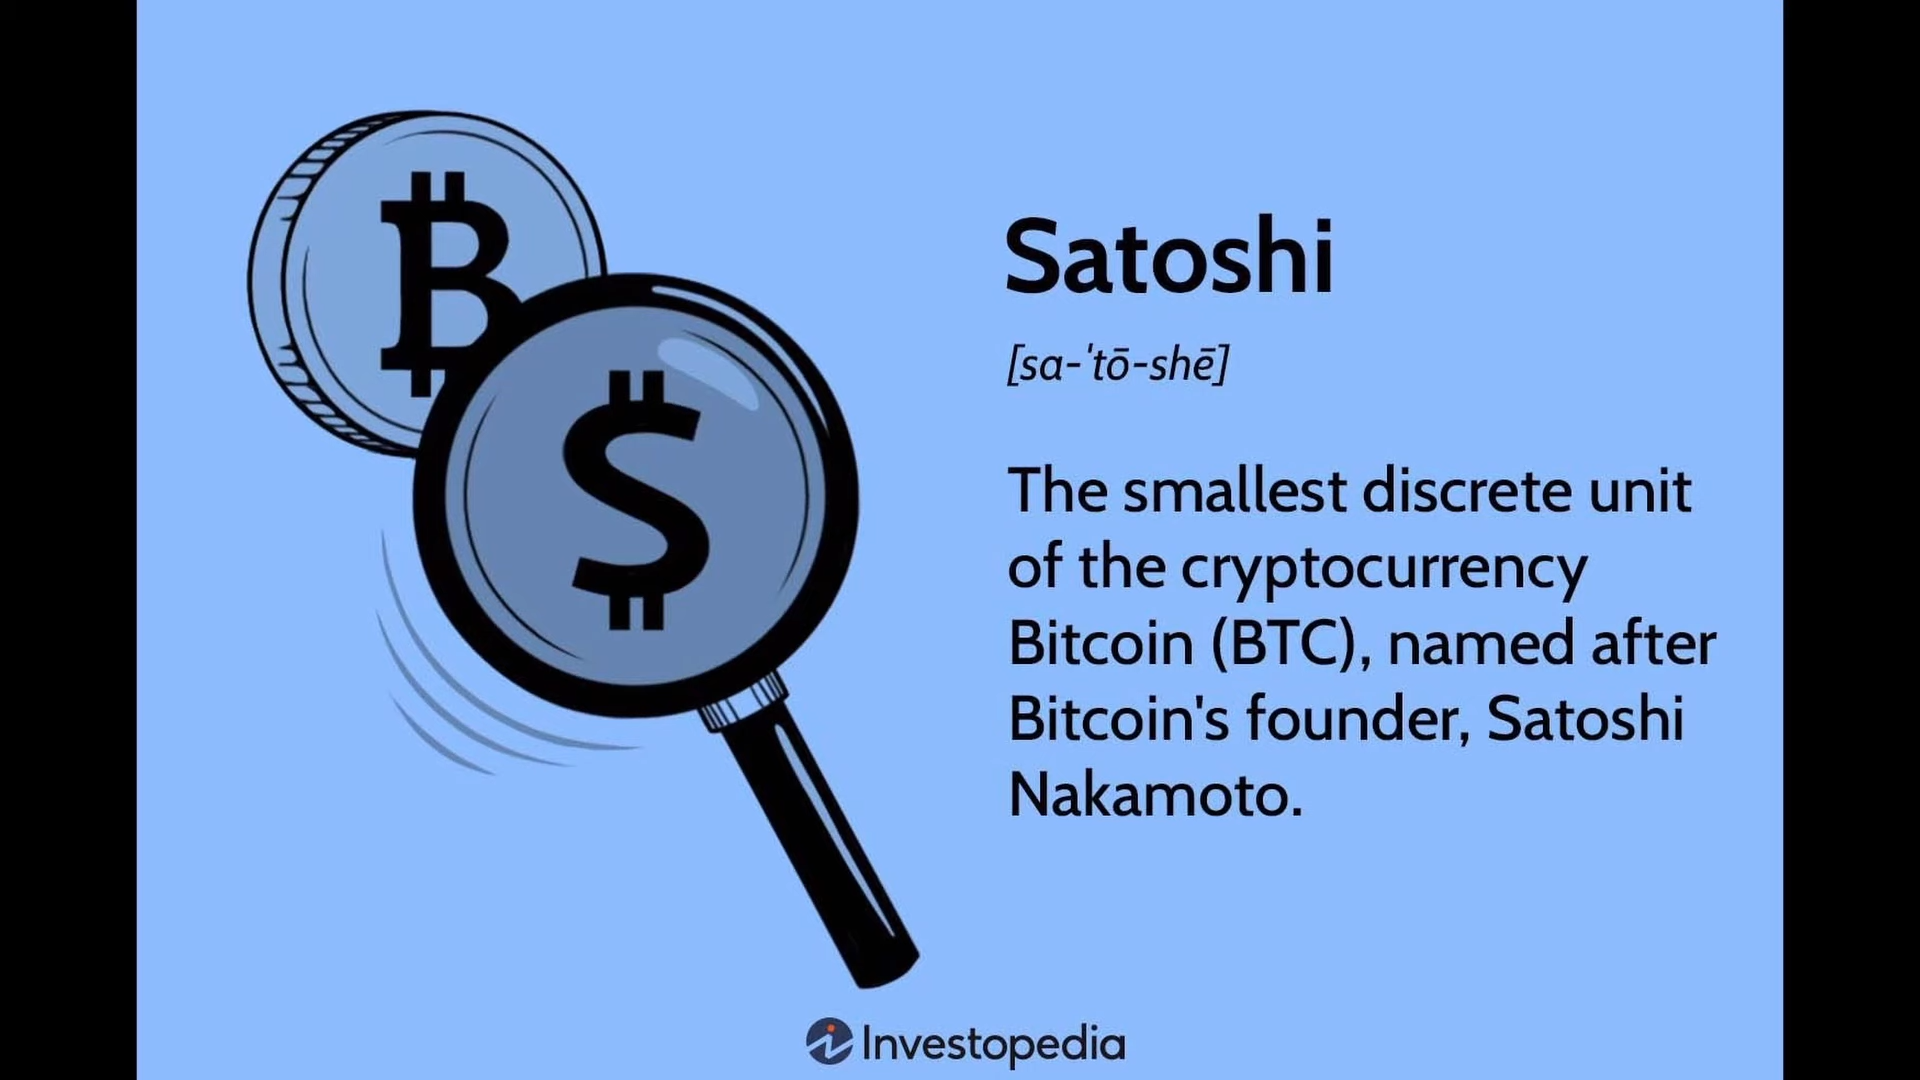 Satoshi
[sa-ˈtō-shē]
The smallest discrete unit
of the cryptocurrency
Bitcoin (BTC), named after
Bitcoin's founder, Satoshi
Nakamoto.
Investopedia